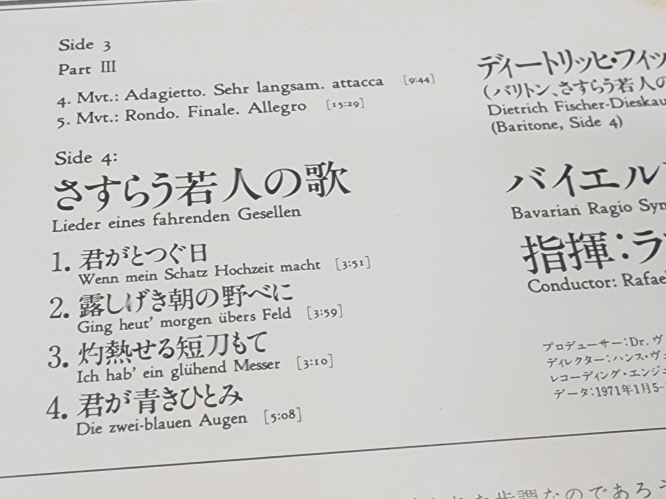 Side 3
Part III
4. Mvt.: Adagietto. Sehr langsam. attacca [9:44]
5. Mvt.: Rondo. Finale. Allegro [15:29]
Side 4:
さすらう若人の歌
Lieder eines fahrenden Gesellen
1. 君がとつぐ日
Wenn mein Schatz Hochzeit macht [3:51]
2. 露しげき朝の野べに
Ging heut' morgen übers Feld [3:59]
3. 灼熱せる短刀もて
Ich hab' ein glühend Messer [3:10]
4. 君が青きひとみ
Die zwei-blauen Augen [5:08]
ディートリッヒ・フィッ
(バリトン、さすらう若人の
Dietrich Fischer-Dieskau
(Baritone, Side 4)
バイエル
Bavarian Ragio Sym
指揮:ラ
Conductor: Rafae
プロデューサー:Dr. ヴ
ディレクター:ハンス・ヴ
レコーディング・エンジ
データ:1971年1月5-
歩調なのであろ